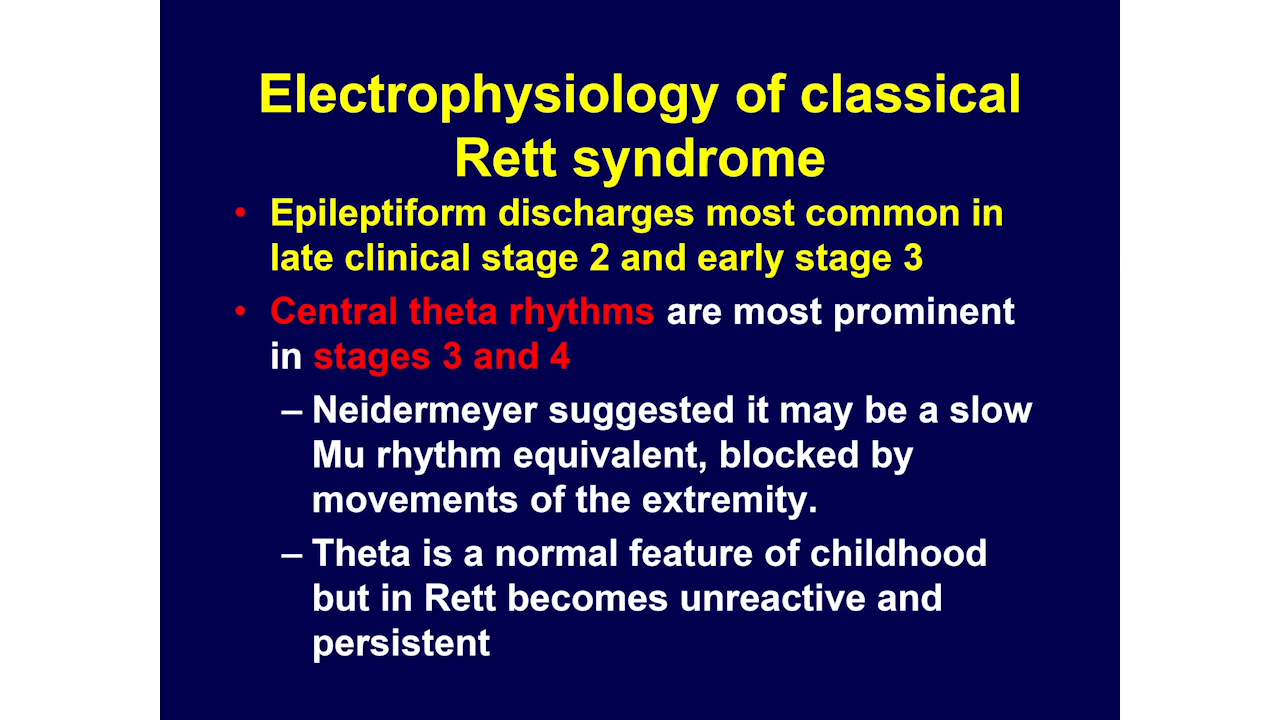 Electrophysiology of classical
Rett syndrome
• Epileptiform discharges most common in
late clinical stage 2 and early stage 3
• Central theta rhythms are most prominent
in stages 3 and 4
– Neidermeyer suggested it may be a slow
Mu rhythm equivalent, blocked by
movements of the extremity.
– Theta is a normal feature of childhood
but in Rett becomes unreactive and
persistent